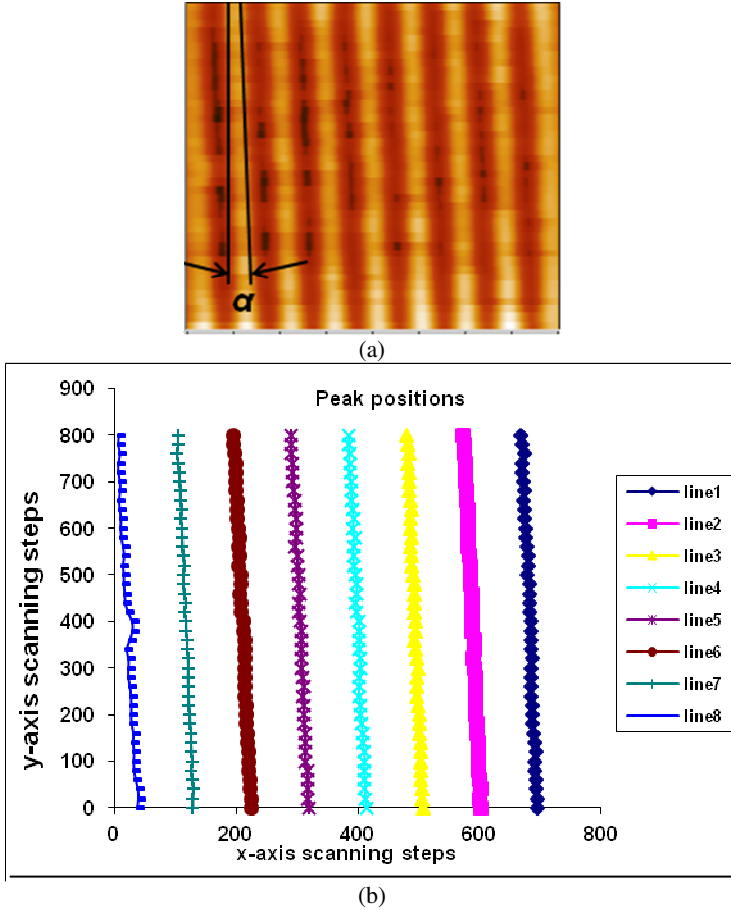 α
(a)
Peak positions
900
800
700
600
500
400
300
200
100
0
y-axis scanning steps
0 200 400 600 800
x-axis scanning steps
line1
line2
line3
line4
line5
line6
line7
line8
(b)